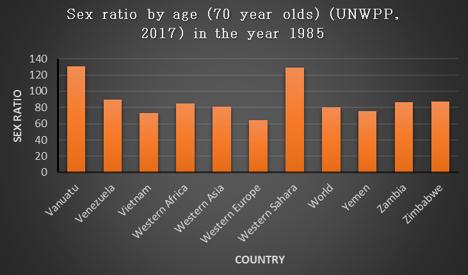 Sex ratio by age (70 year olds) (UNWPP,
2017) in the year 1985
140
120
100
80
60
40
20
0
SEX RATIO
Vanuatu
Venezuela
Vietnam
Western Africa
Western Asia
Western Europe
Western Sahara
World
Yemen
Zambia
Zimbabwe
COUNTRY